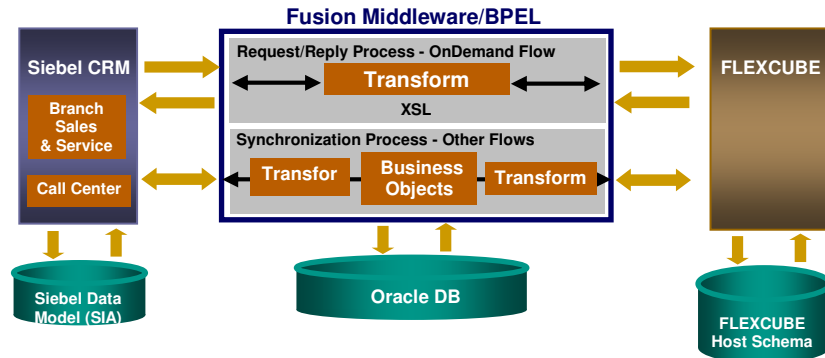 Fusion Middleware/BPEL
Siebel CRM
Branch
Sales
& Service
Call Center
Request/Reply Process - OnDemand Flow
Transform
XSL
Synchronization Process - Other Flows
Transfor
Business
Objects
Transform
FLEXCUBE
Siebel Data
Model (SIA)
Oracle DB
FLEXCUBE
Host Schema